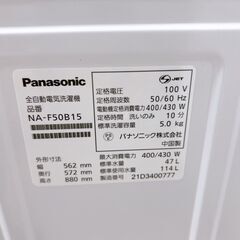 Panasonic
全自動電気洗濯機
品番
NA-F50B15
JET
定格電圧 100 V
定格周波数 50/60 Hz
電動機定格消費電力 400/430 W
定格時間 洗いのみ 10 分
標準洗濯容量 5.0 kg
パナソニック株式会社
中国製
外形寸法
幅 562 mm
奥行 572 mm
高さ 880 mm
最大消費電力 400/430 W
標準水量 47 L
標準使用水量 114 L
製造番号 21D3400777